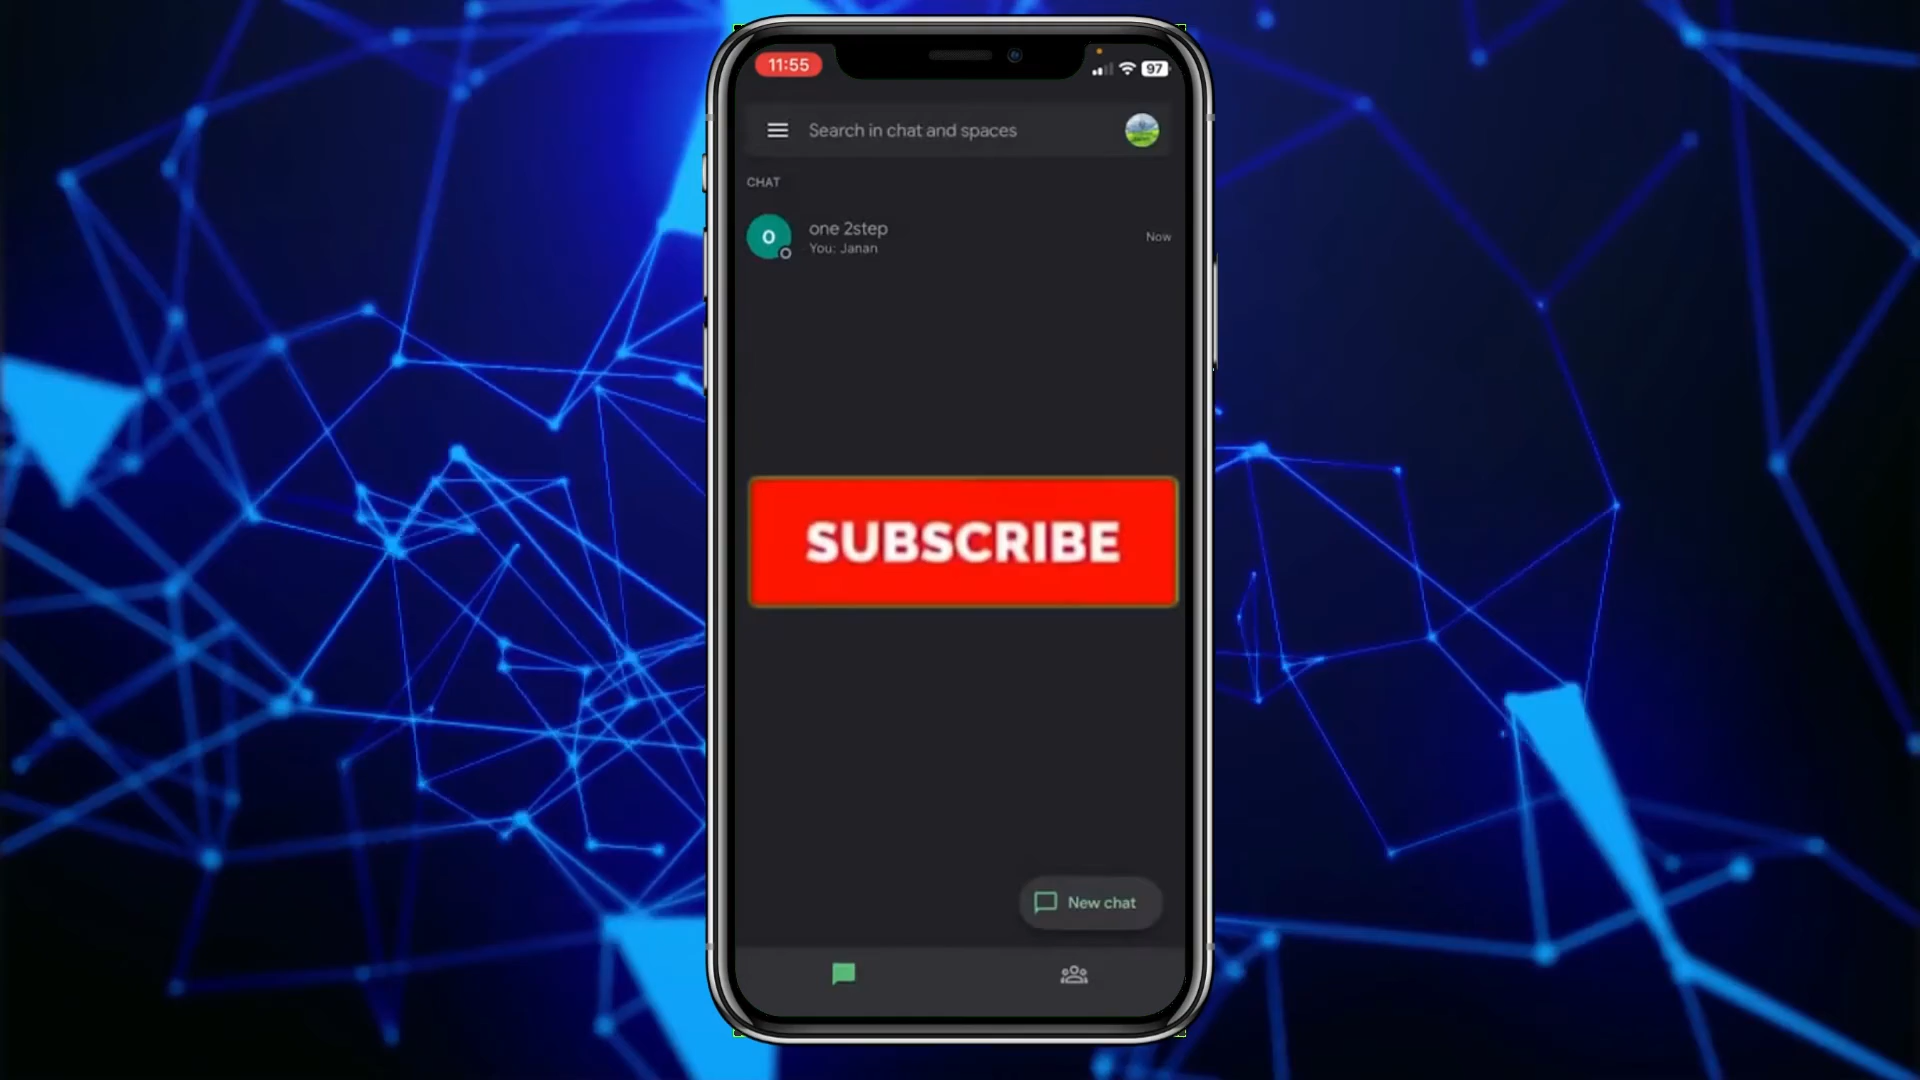 11:55
97
Search in chat and spaces
CHAT
O
one 2step
Now
You: Janan
SUBSCRIBE
New chat